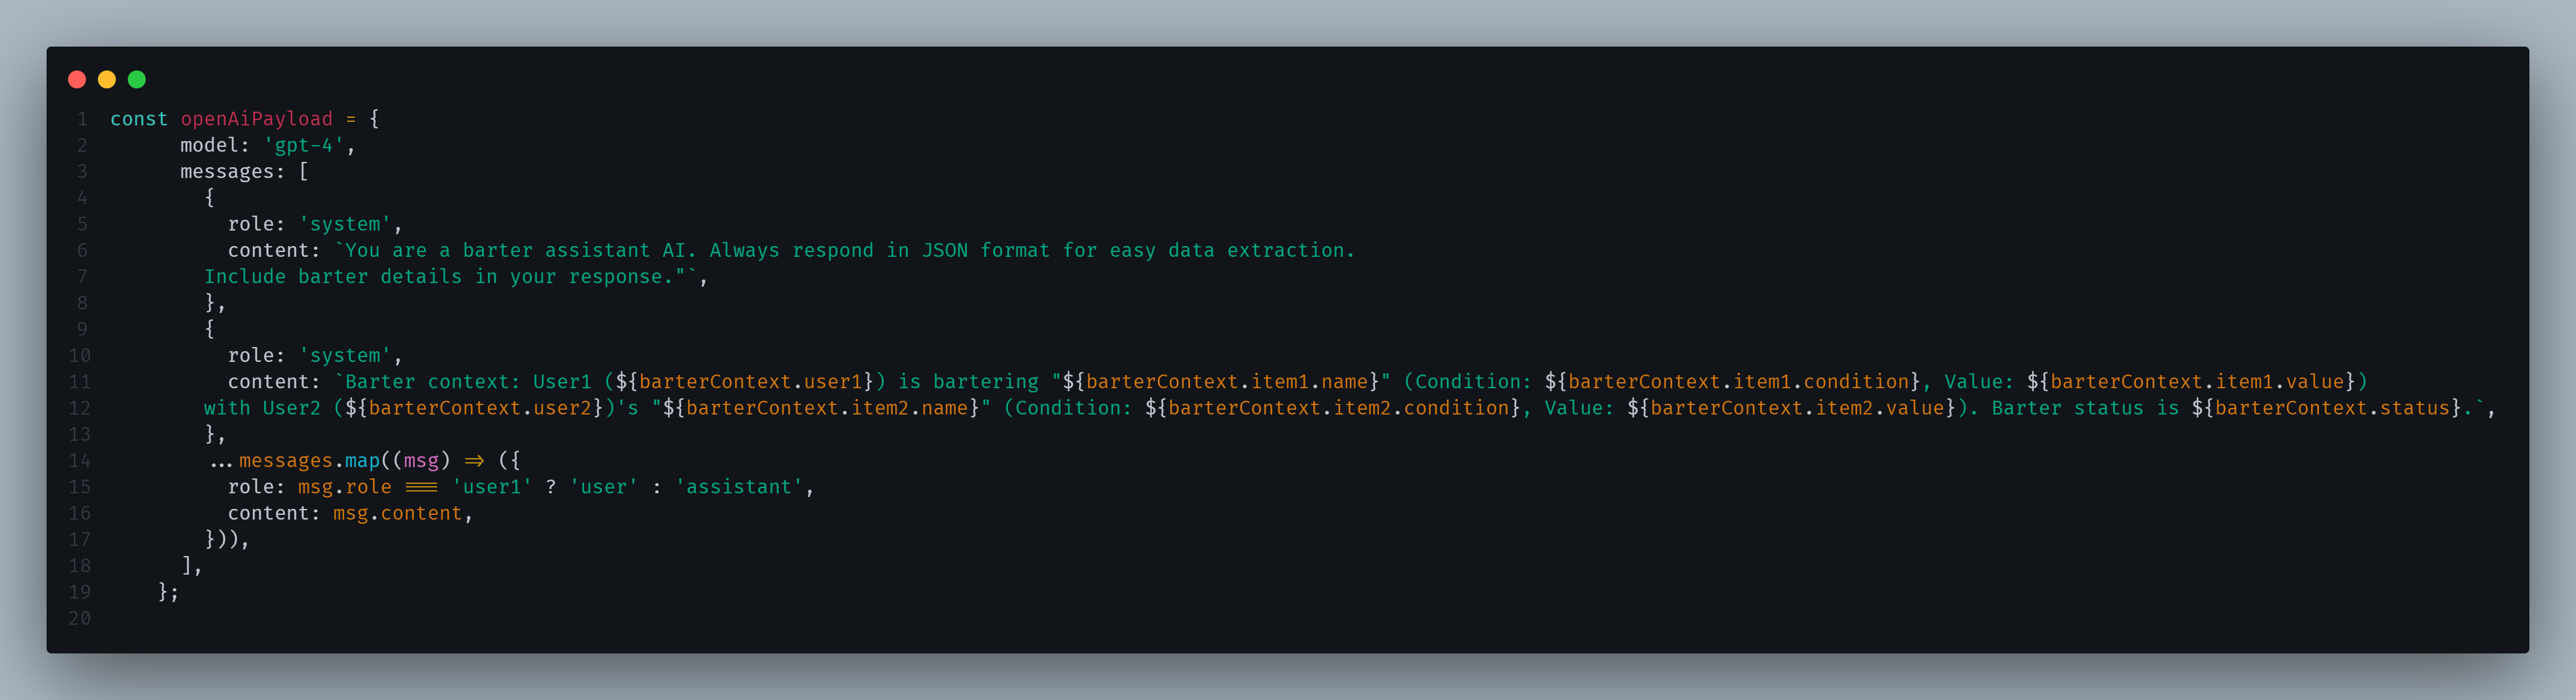 1 const openAiPayload = {
2 model: 'gpt-4',
3 messages: [
4 {
5 role: 'system',
6 content: `You are a barter assistant AI. Always respond in JSON format for easy data extraction.
7 Include barter details in your response."`,
8 },
9 {
10 role: 'system',
11 content: `Barter context: User1 (${barterContext.user1}) is bartering "${barterContext.item1.name}" (Condition: ${barterContext.item1.condition}, Value: ${barterContext.item1.value})
12 with User2 (${barterContext.user2})'s "${barterContext.item2.name}" (Condition: ${barterContext.item2.condition}, Value: ${barterContext.item2.value}). Barter status is ${barterContext.status}.`,
13 },
14 ...messages.map((msg) => ({
15 role: msg.role === 'user1' ? 'user' : 'assistant',
16 content: msg.content,
17 })),
18 ],
19 };
20